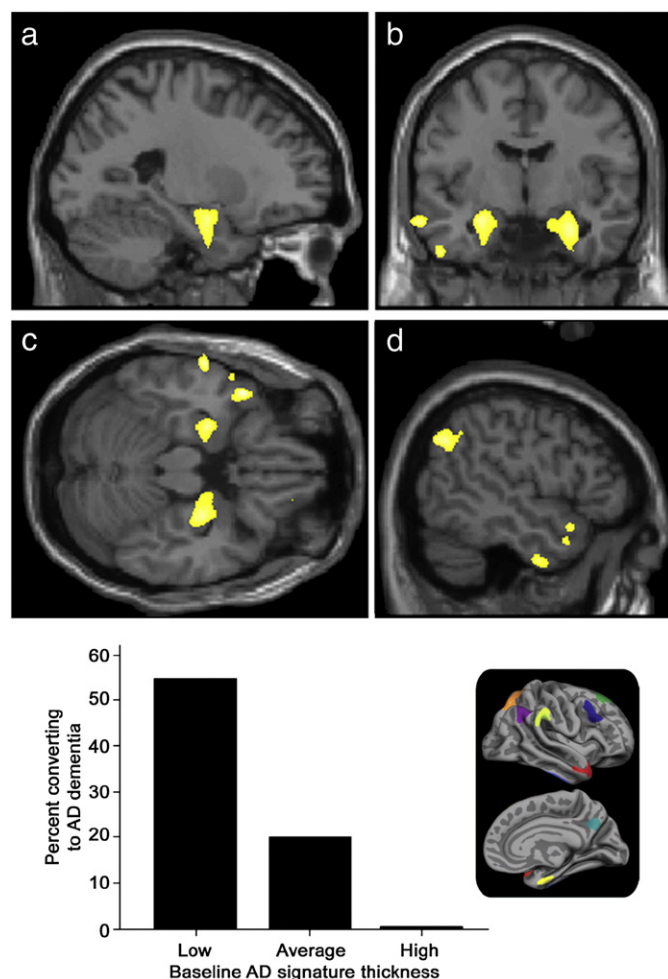 a
b
c
d
Percent converting
to AD dementia
60
50
40
30
20
10
0
Low Average High
Baseline AD signature thickness